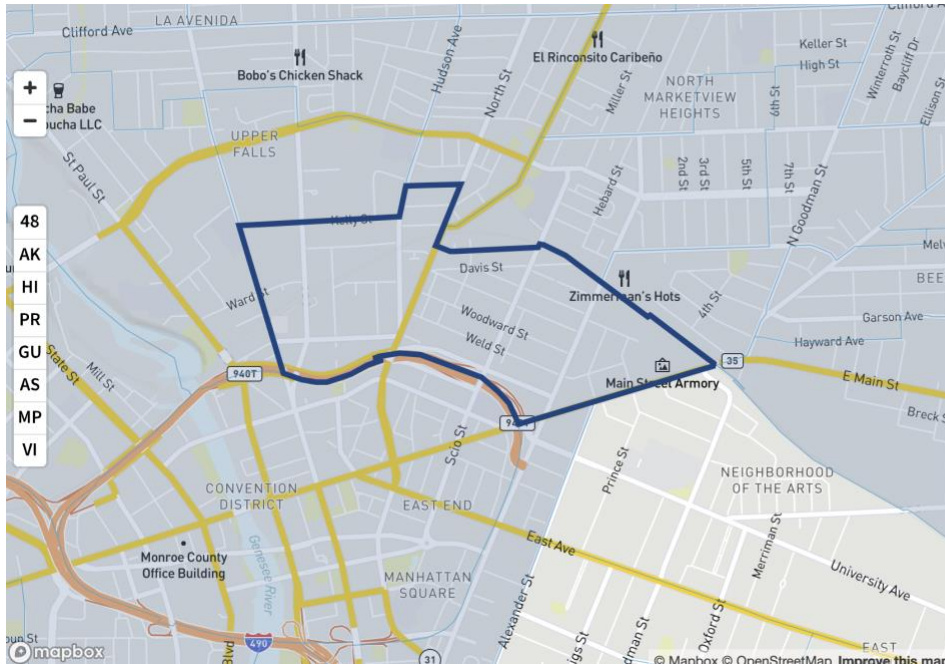 LA AVENIDA
Clifford Ave
Hudson Ave
North St
El Rinconsito Caribeño
Bobo's Chicken Shack
Miller St
Keller St
High St
Winterroth St
Baycliff Dr
Ellison St
NORTH
MARKETVIEW
HEIGHTS
6th St
+
−
cha Babe
bucha LLC
UPPER
FALLS
St Paul St
2nd St
3rd St
5th St
7th St
Hebard St
N Goodman St
Kelly St
48
AK
HI
PR
GU
AS
MP
VI
Davis St
Zimmerman's Hots
4th St
BEE
Garson Ave
Hayward Ave
Ward St
Woodward St
Weld St
State St
Mill St
940T
35
E Main St
Main Street Armory
Breck S
Scio St
Prince St
NEIGHBORHOOD
OF THE ARTS
CONVENTION
DISTRICT
EAST END
Monroe County
Office Building
Genesee River
East Ave
Merriman St
University Ave
MANHATTAN
SQUARE
Alexander St
Oxford St
EAST
490
31
mapbox
© Mapbox © OpenStreetMap Improve this map